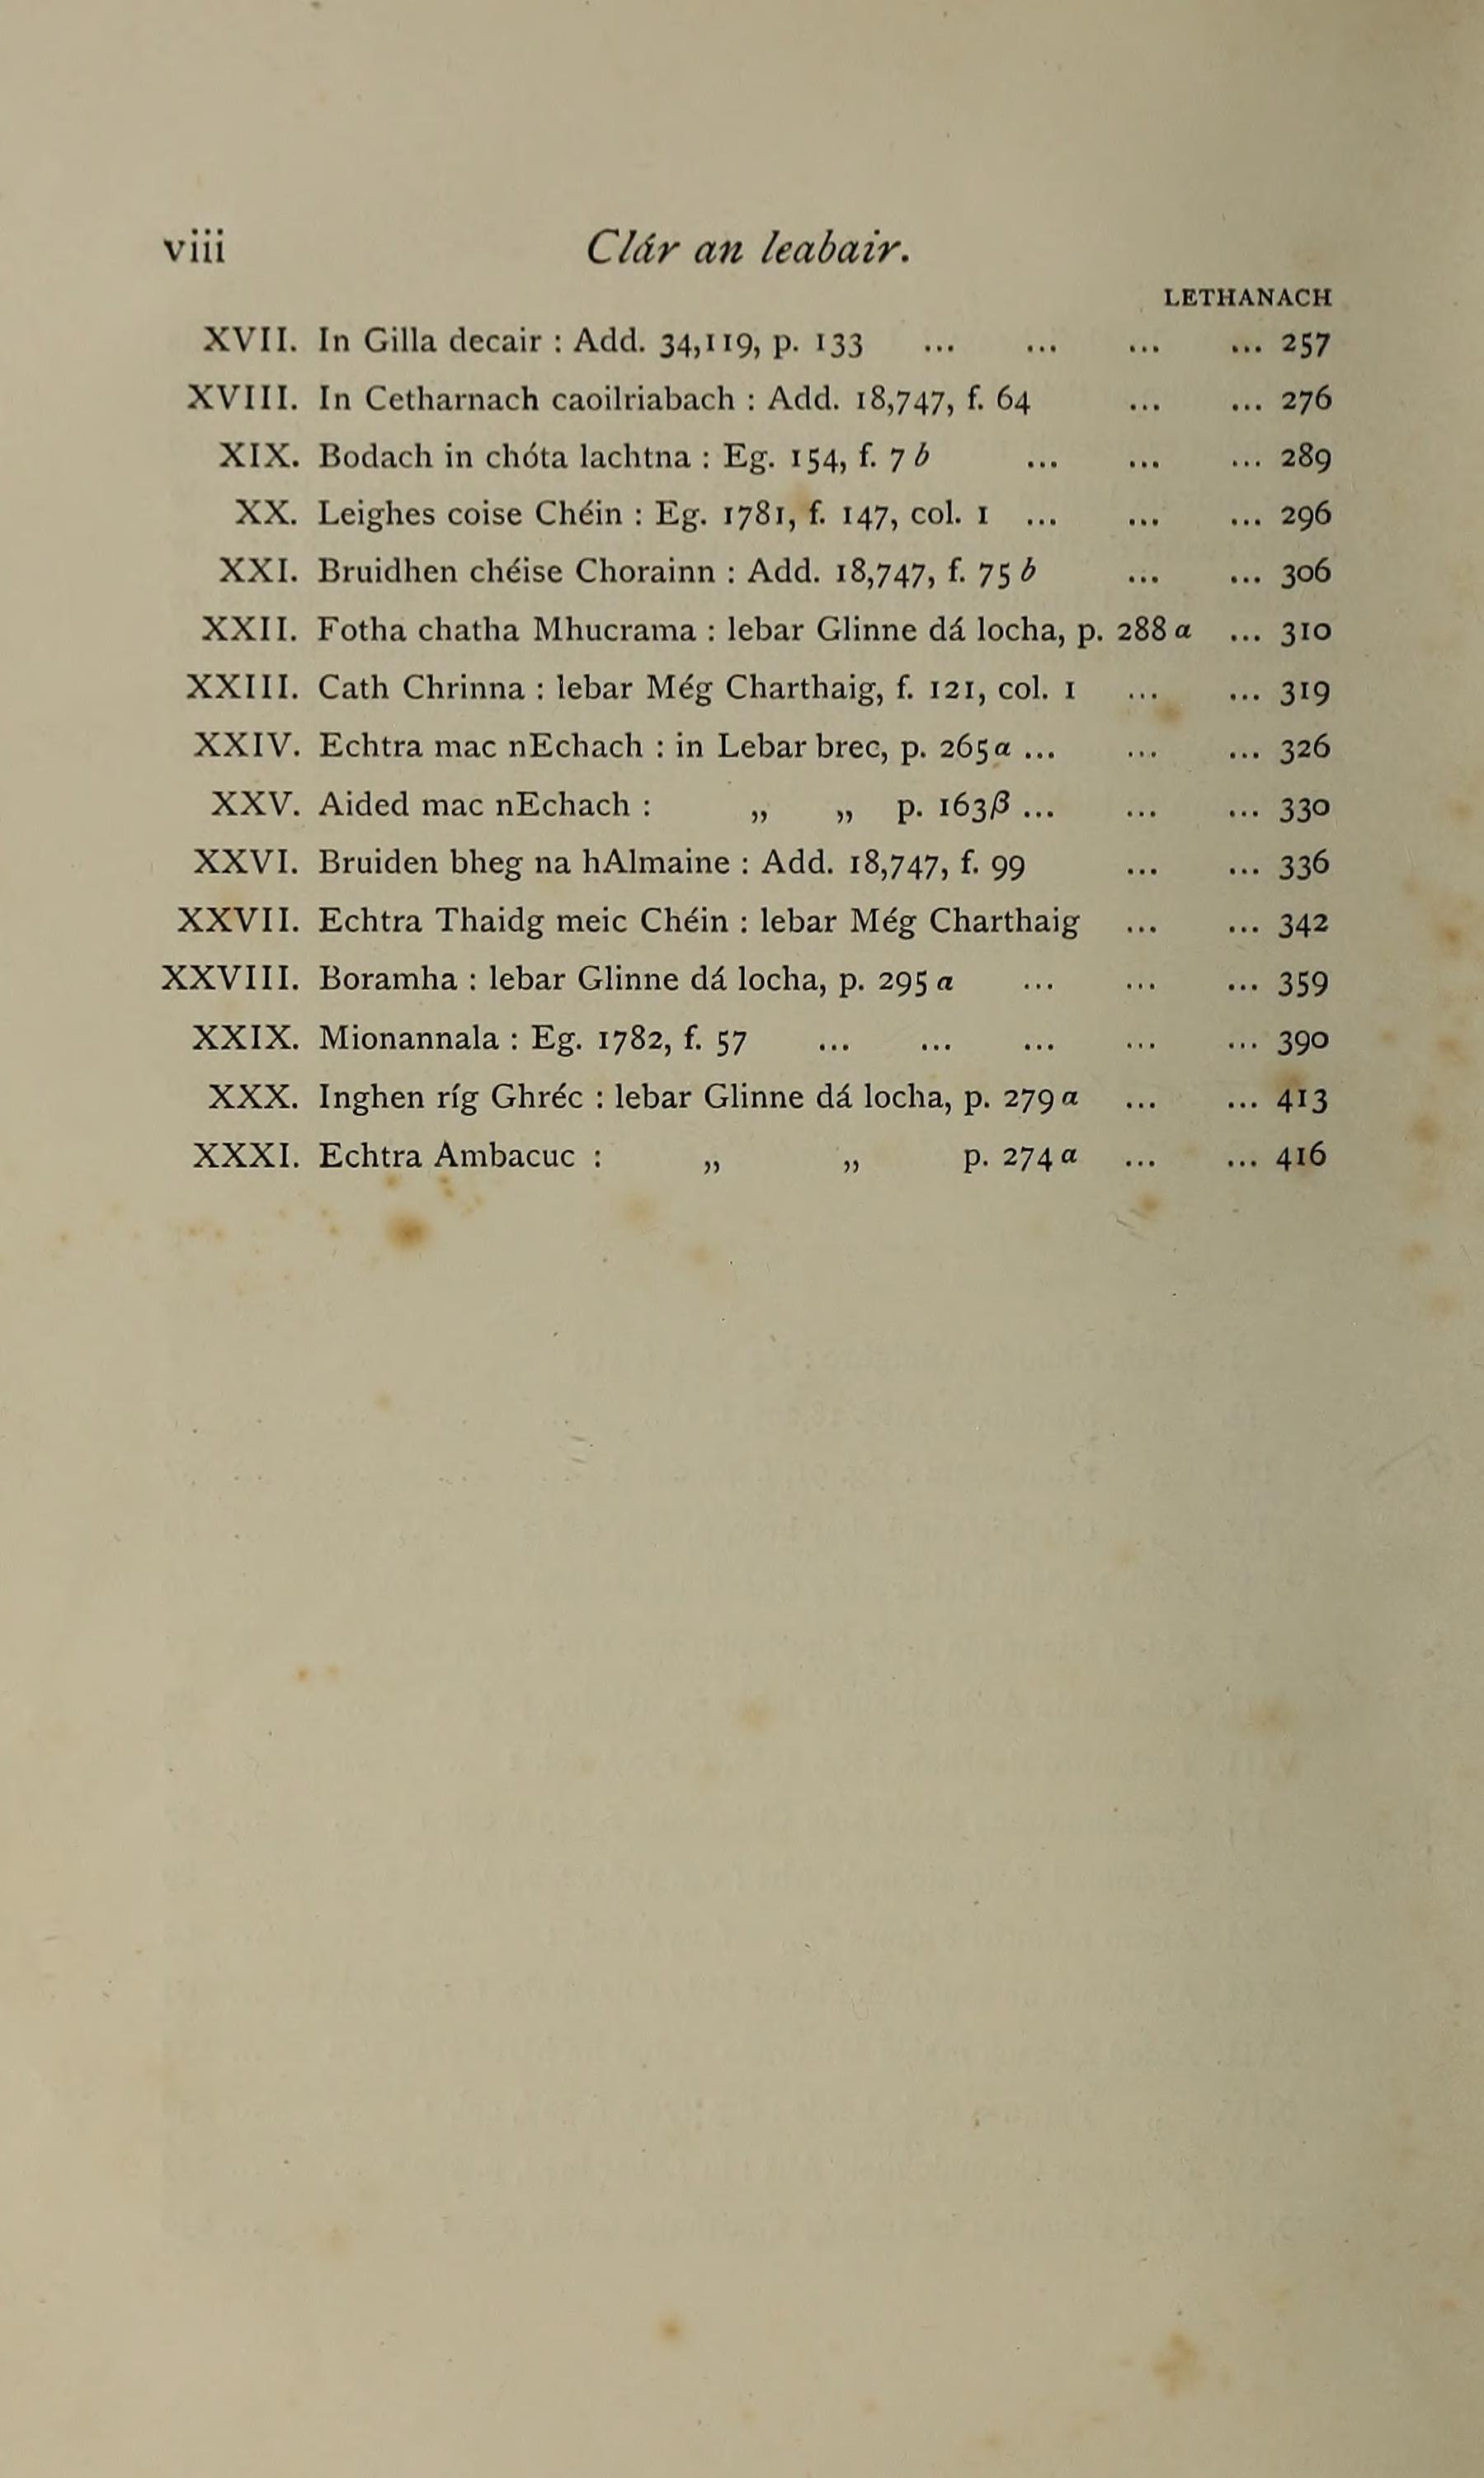 viii Clár an leabair.
LETHANACH
XVII. In Gilla decair : Add. 34,119, p. 133 ... ... ... ... 257
XVIII. In Cetharnach caoilriabach : Add. 18,747, f. 64 ... ... 276
XIX. Bodach in chóta lachtna : Eg. 154, f. 7 b ... ... ... 289
XX. Leighes coise Chéin : Eg. 1781, f. 147, col. 1 ... ... ... 296
XXI. Bruidhen chéise Chorainn : Add. 18,747, f. 75 b ... ... 306
XXII. Fotha chatha Mhucrama : lebar Glinne dá locha, p. 288 a ... 310
XXIII. Cath Chrinna : lebar Még Charthaig, f. 121, col. 1 ... ... 319
XXIV. Echtra mac nEchach : in Lebar brec, p. 265 a ... ... ... 326
XXV. Aided mac nEchach : „ „ p. 163β ... ... ... 330
XXVI. Bruiden bheg na hAlmaine : Add. 18,747, f. 99 ... ... 336
XXVII. Echtra Thaidg meic Chéin : lebar Még Charthaig ... ... 342
XXVIII. Boramha : lebar Glinne dá locha, p. 295 a ... ... ... 359
XXIX. Mionannala : Eg. 1782, f. 57 ... ... ... ... ... 390
XXX. Inghen ríg Ghréc : lebar Glinne dá locha, p. 279 a ... ... 413
XXXI. Echtra Ambacuc : „ „ p. 274 a ... ... 416